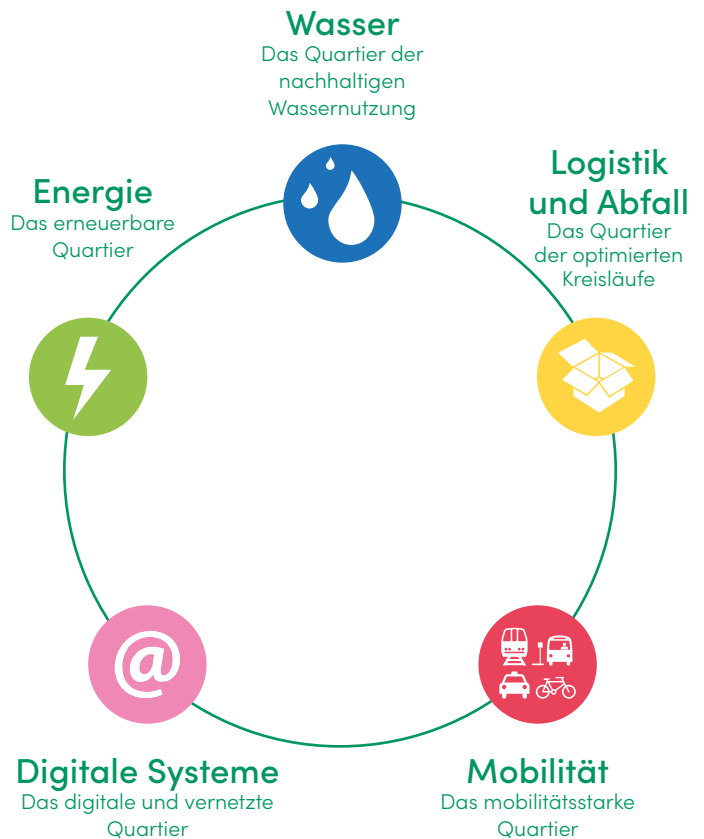 Wasser
Das Quartier der
nachhaltigen
Wassernutzung
Logistik
und Abfall
Das Quartier
der optimierten
Kreisläufe
Energie
Das erneuerbare
Quartier
@
Digitale Systeme
Das digitale und vernetzte
Quartier
Mobilität
Das mobilitätsstarke
Quartier